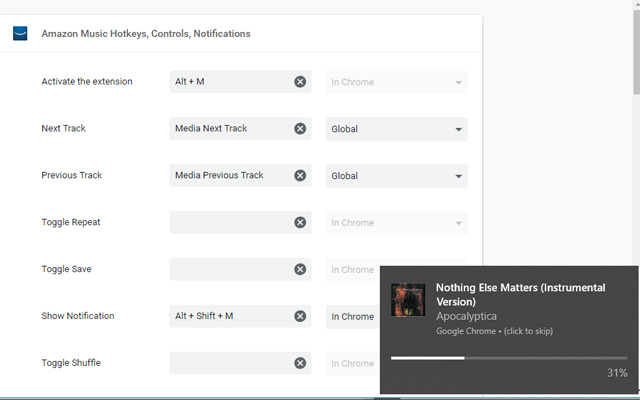 Amazon Music Hotkeys, Controls, Notifications
Activate the extension Alt + M In Chrome
Next Track Media Next Track Global
Previous Track Media Previous Track Global
Toggle Repeat In Chrome
Toggle Save In Chrome
Show Notification Alt + Shift + M In Chrome
Toggle Shuffle In Chrome
Nothing Else Matters (Instrumental
Version)
Apocalyptica
Google Chrome • (click to skip)
31%